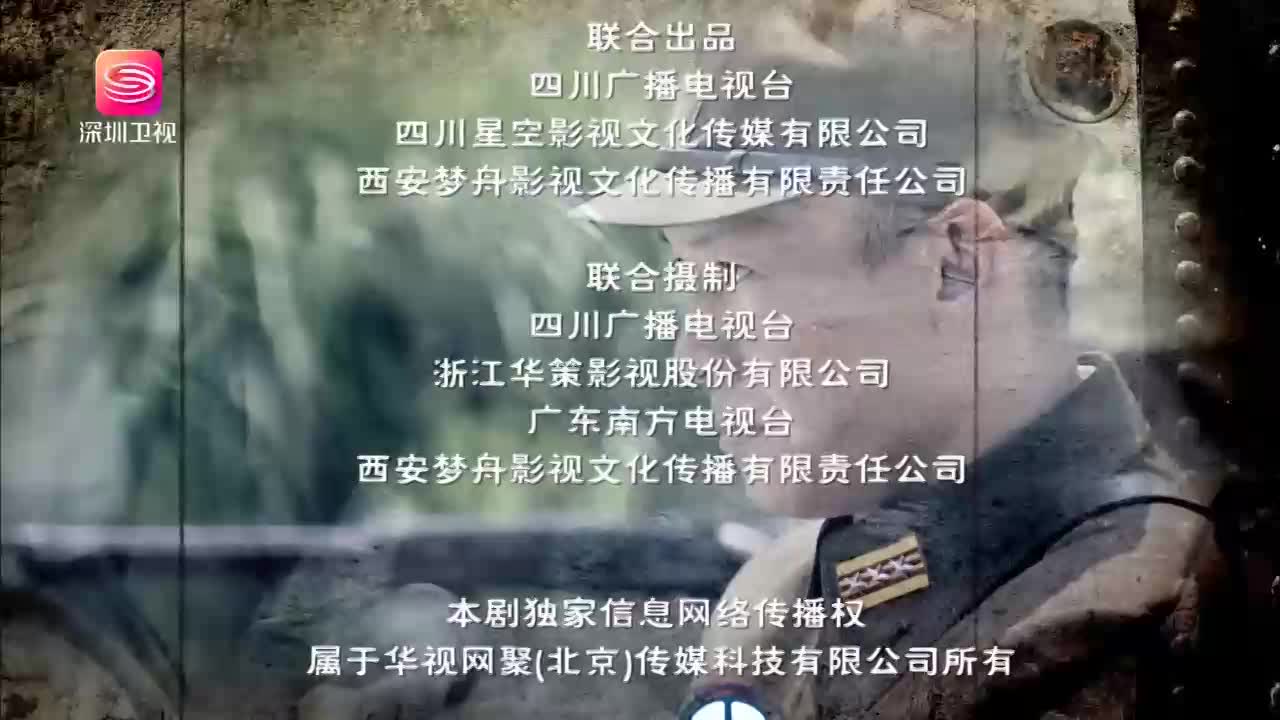 联合出品
四川广播电视台
深圳卫视
四川星空影视文化传媒有限公司
西安梦舟影视文化传播有限责任公司
联合摄制
四川广播电视台
浙江华策影视股份有限公司
广东南方电视台
西安梦舟影视文化传播有限责任公司
本剧独家信息网络传播权
属于华视网聚(北京)传媒科技有限公司所有